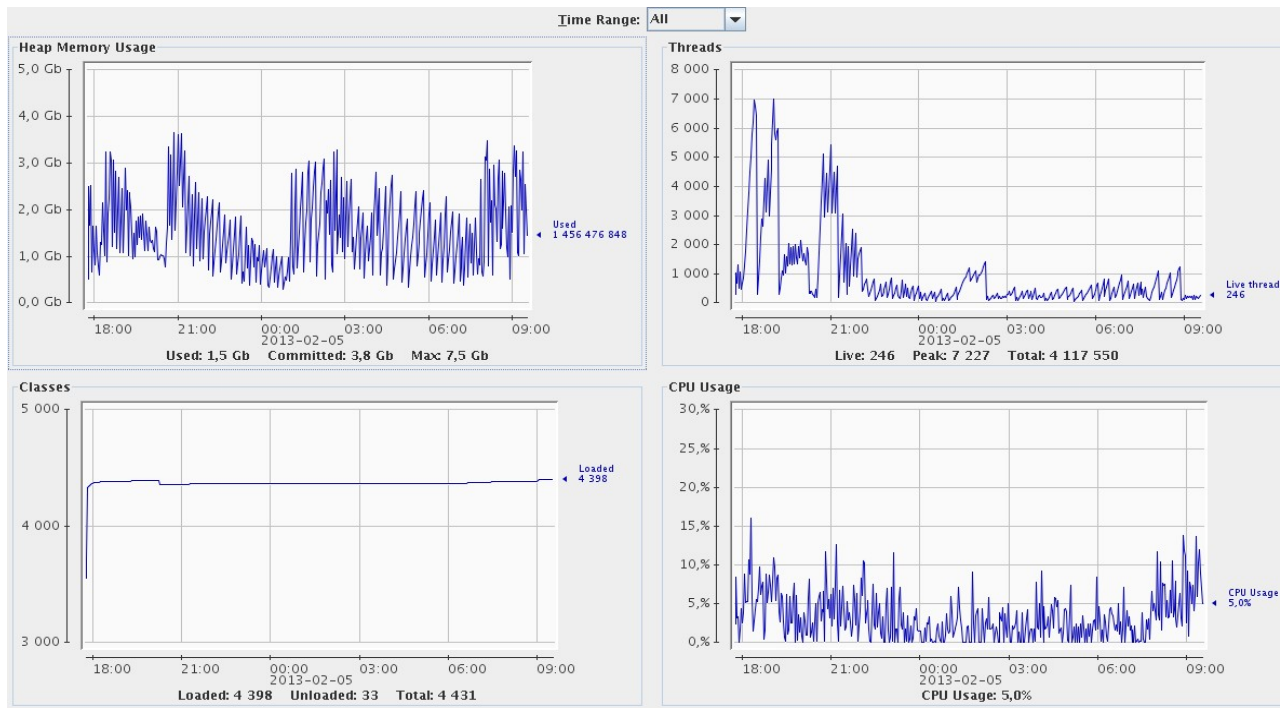 Time Range: All
Heap Memory Usage
5,0 Gb
4,0 Gb
3,0 Gb
2,0 Gb
1,0 Gb
0,0 Gb
Used
1 456 476 848
18:00 21:00 00:00 03:00 06:00 09:00
2013-02-05
Used: 1,5 Gb Committed: 3,8 Gb Max: 7,5 Gb
Threads
8 000
7 000
6 000
5 000
4 000
3 000
2 000
1 000
0
Live thread
246
18:00 21:00 00:00 03:00 06:00 09:00
2013-02-05
Live: 246 Peak: 7 227 Total: 4 117 550
Classes
5 000
4 000
3 000
Loaded
4 398
18:00 21:00 00:00 03:00 06:00 09:00
2013-02-05
Loaded: 4 398 Unloaded: 33 Total: 4 431
CPU Usage
30,%
25,%
20,%
15,%
10,%
5,%
0,%
CPU Usage
5,0%
18:00 21:00 00:00 03:00 06:00 09:00
2013-02-05
CPU Usage: 5,0%